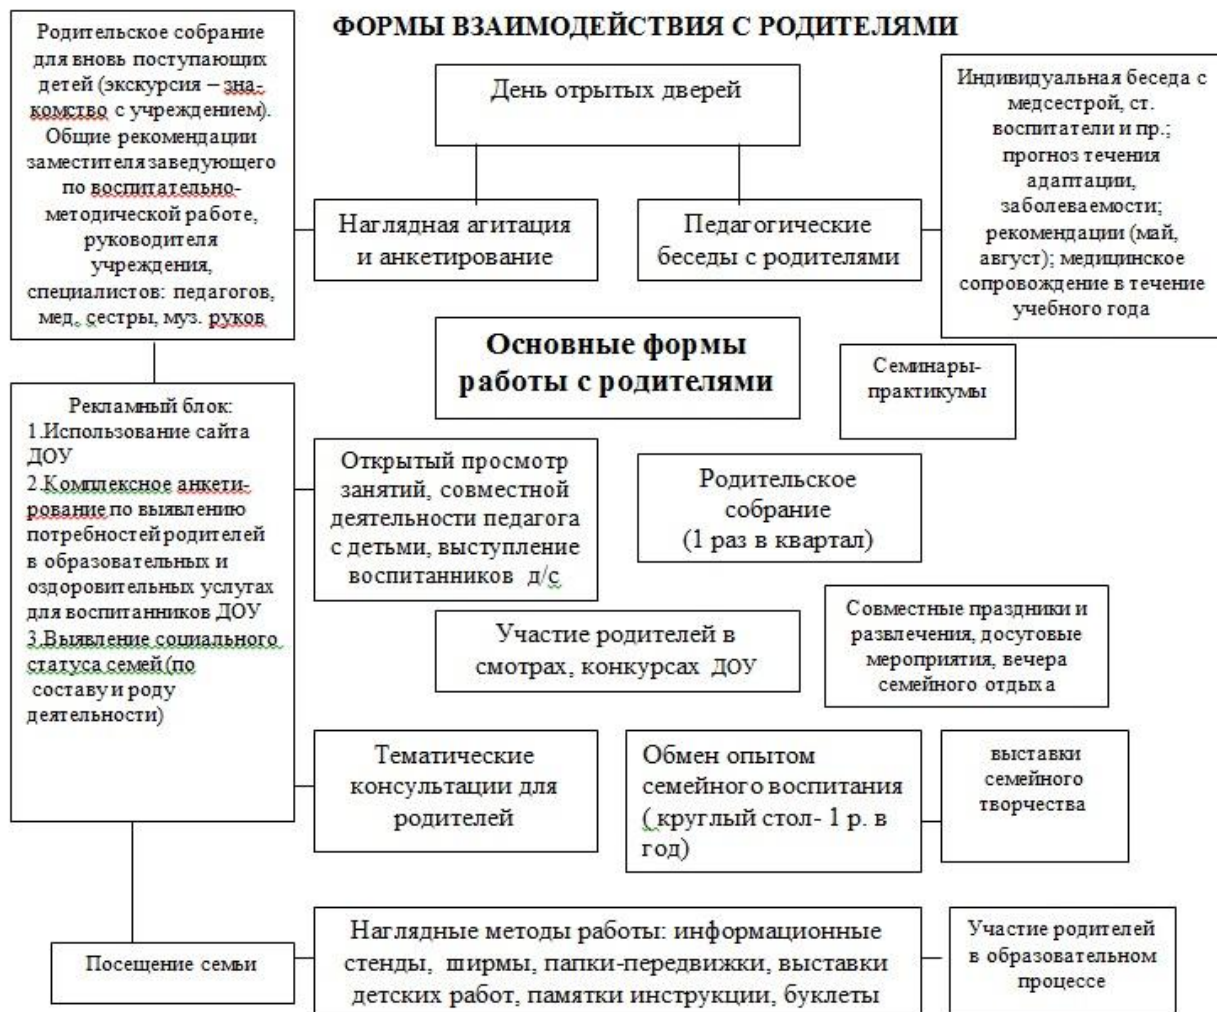 ФОРМЫ ВЗАИМОДЕЙСТВИЯ С РОДИТЕЛЯМИ
Родительское собрание
для вновь поступающих
детей (экскурсия – зна-
комство с учреждением).
Общие рекомендации
заместителя заведующего
по воспитательно-
методической работе,
руководителя
учреждения,
специалистов: педагогов,
мед. сестры, муз. руков
День отрытых дверей
Индивидуальная беседа с
медсестрой, ст.
воспитатели и пр.;
прогноз течения
адаптации,
заболеваемости;
рекомендации (май,
август); медицинское
сопровождение в течение
учебного года
Наглядная агитация
и анкетирование
Педагогические
беседы с родителями
Основные формы
работы с родителями
Семинары-
практикумы
Рекламный блок:
1.Использование сайта
ДОУ
2.Комплексное анкети-
рование по выявлению
потребностей родителей
в образовательных и
оздоровительных услугах
для воспитанников ДОУ
3.Выявление социального
статуса семей (по
составу и роду
деятельности)
Открытый просмотр
занятий, совместной
деятельности педагога
с детьми, выступление
воспитанников д/с
Родительское
собрание
(1 раз в квартал)
Участие родителей в
смотрах, конкурсах ДОУ
Совместные праздники и
развлечения, досуговые
мероприятия, вечера
семейного отдыха
Тематические
консультации для
родителей
Обмен опытом
семейного воспитания
( круглый стол- 1 р. в
год)
выставки
семейного
творчества
Посещение семьи
Наглядные методы работы: информационные
стенды, ширмы, папки-передвижки, выставки
детских работ, памятки инструкции, буклеты
Участие родителей
в образовательном
процессе